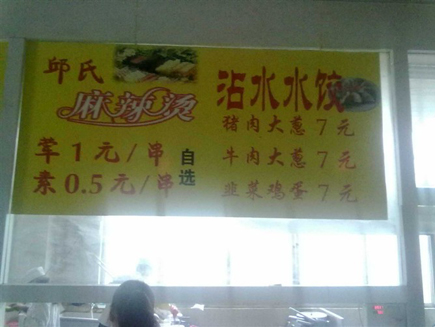 邱氏
麻辣烫
荤1元/串
素0.5元/串
自选
沾水水饺
猪肉大葱7元
牛肉大葱7元
韭菜鸡蛋7元